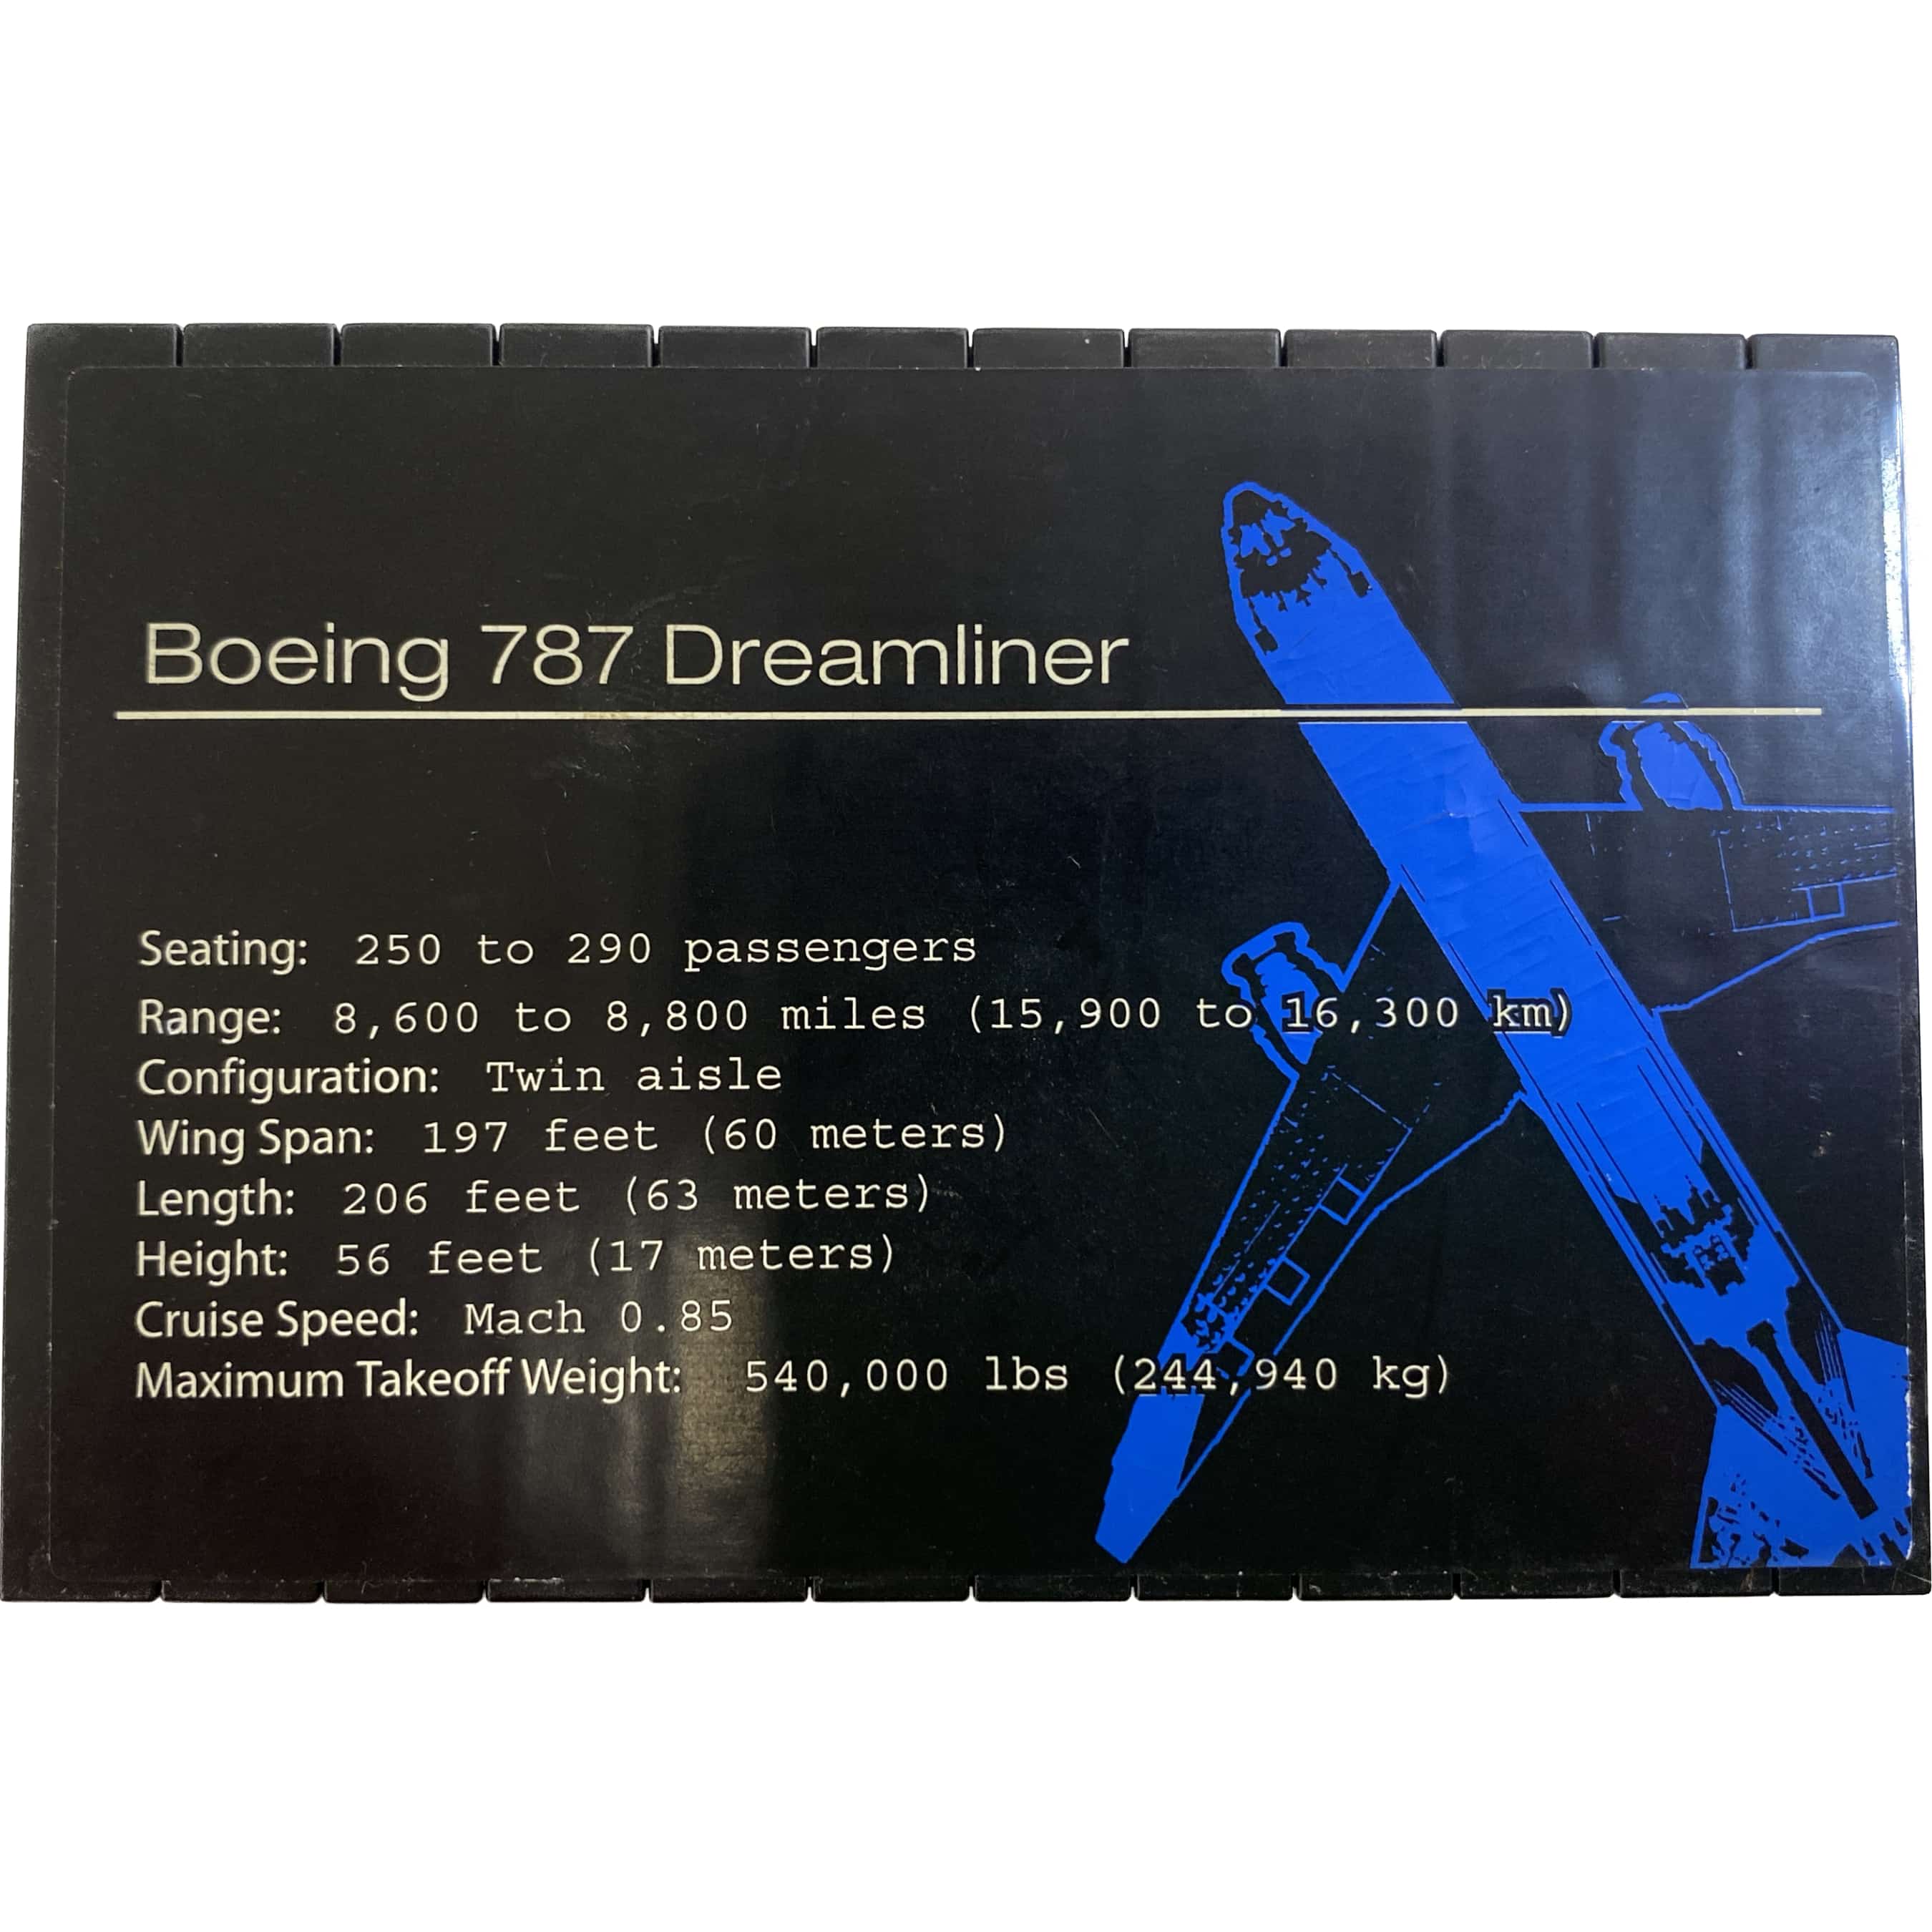 Boeing 787 Dreamliner
Seating: 250 to 290 passengers
Range: 8,600 to 8,800 miles (15,900 to 16,300 km)
Configuration: Twin aisle
Wing Span: 197 feet (60 meters)
Length: 206 feet (63 meters)
Height: 56 feet (17 meters)
Cruise Speed: Mach 0.85
Maximum Takeoff Weight: 540,000 lbs (244,940 kg)